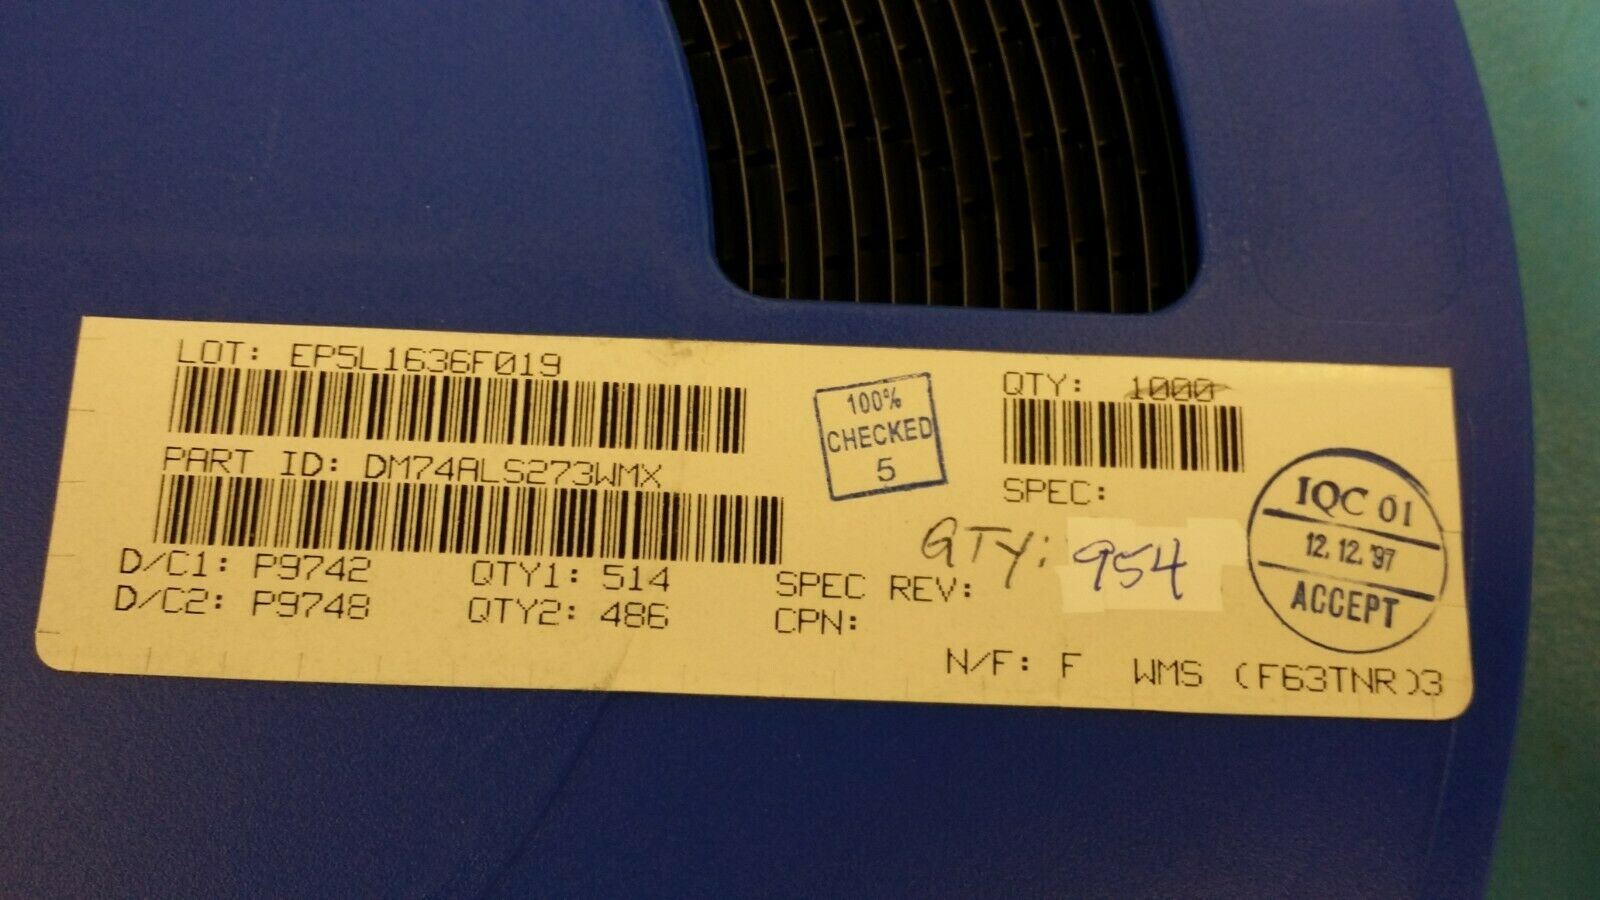 LOT: EP5L1636F019
PART ID: DM74ALS273WMX
D/C1: P9742 QTY1: 514
D/C2: P9748 QTY2: 486
100%
CHECKED
5
QTY: 1000
SPEC:
QTY: 954
SPEC REV:
CPN:
N/F: F WMS (F63TNR)3
IQC 01
12.12.'97
ACCEPT